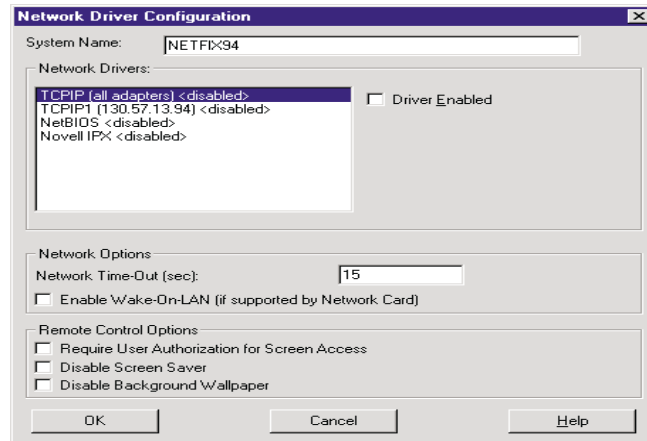 Network Driver Configuration
System Name: NETFIX94
Network Drivers:
TCPIP (all adapters) <disabled>
Driver Enabled
TCPIP1 (130.57.13.94) <disabled>
NetBIOS <disabled>
Novell IPX <disabled>
Network Options
Network Time-Out (sec): 15
Enable Wake-On-LAN (if supported by Network Card)
Remote Control Options
Require User Authorization for Screen Access
Disable Screen Saver
Disable Background Wallpaper
OK Cancel Help